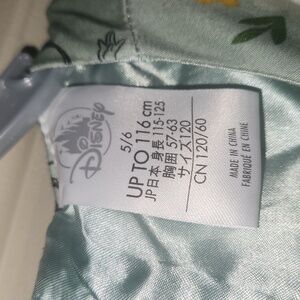 Disney
5/6
UP TO 116 cm
JP日本 身長 115-125
胸囲 57-63
サイズ 120
CN 120/60
MADE IN CHINA
FABRIQUÉ EN CHINE